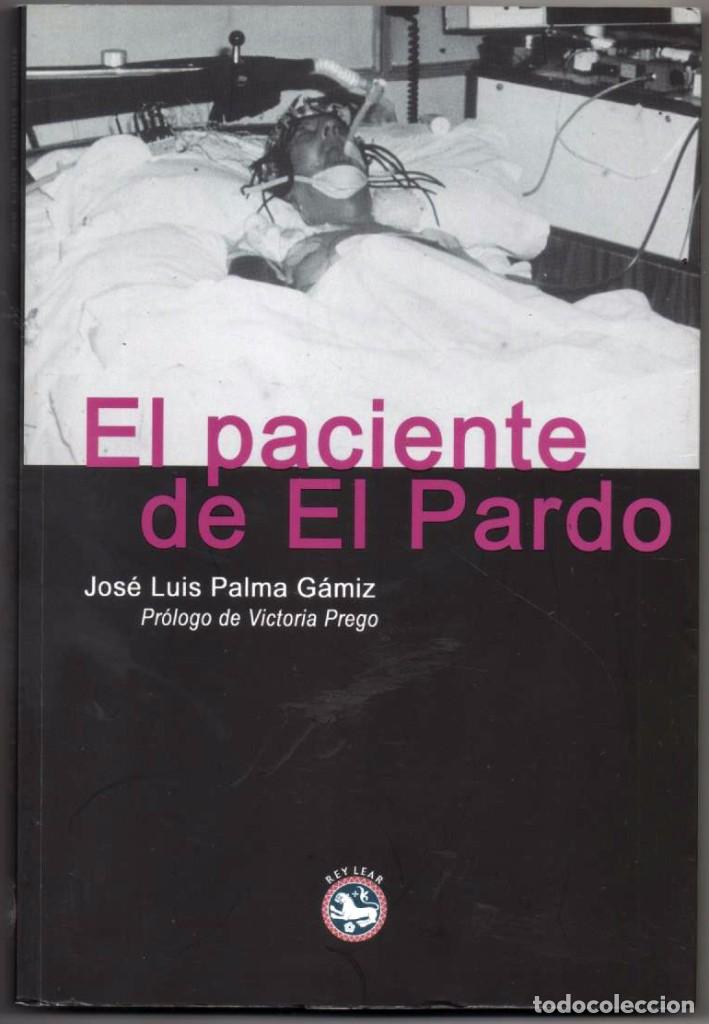 El paciente
de El Pardo
José Luis Palma Gámiz
Prólogo de Victoria Prego
REY LEAR
todocoleccion